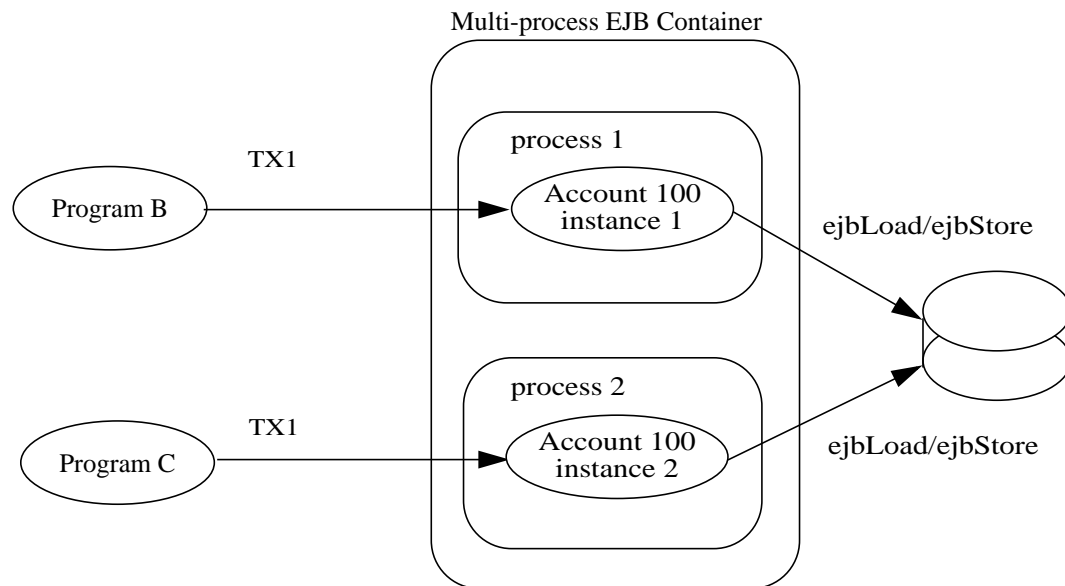 Multi-process EJB Container
process 1
TX1
Account 100
instance 1
Program B
ejbLoad/ejbStore
process 2
TX1
Account 100
instance 2
Program C
ejbLoad/ejbStore